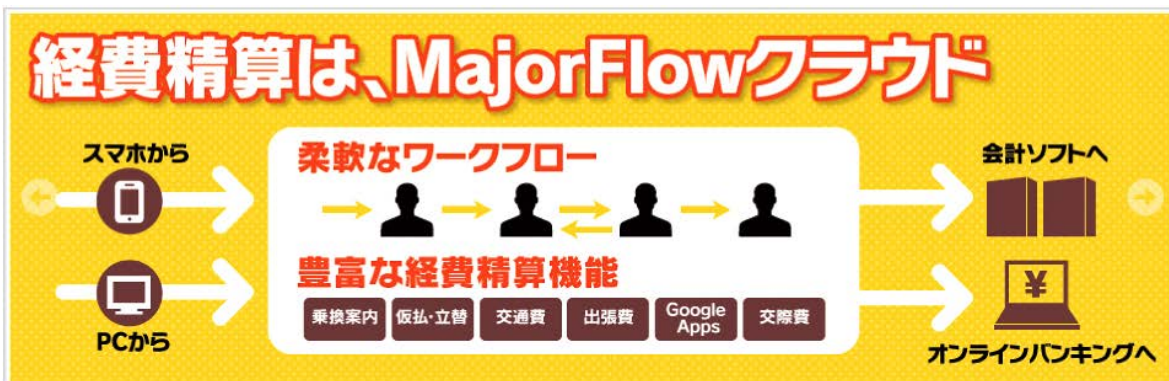 経費精算は、MajorFlowクラウド
スマホから
柔軟なワークフロー
会計ソフトへ
豊富な経費精算機能
乗換案内
仮払・立替
交通費
出張費
Google
Apps
交際費
¥
PCから
オンラインバンキングへ